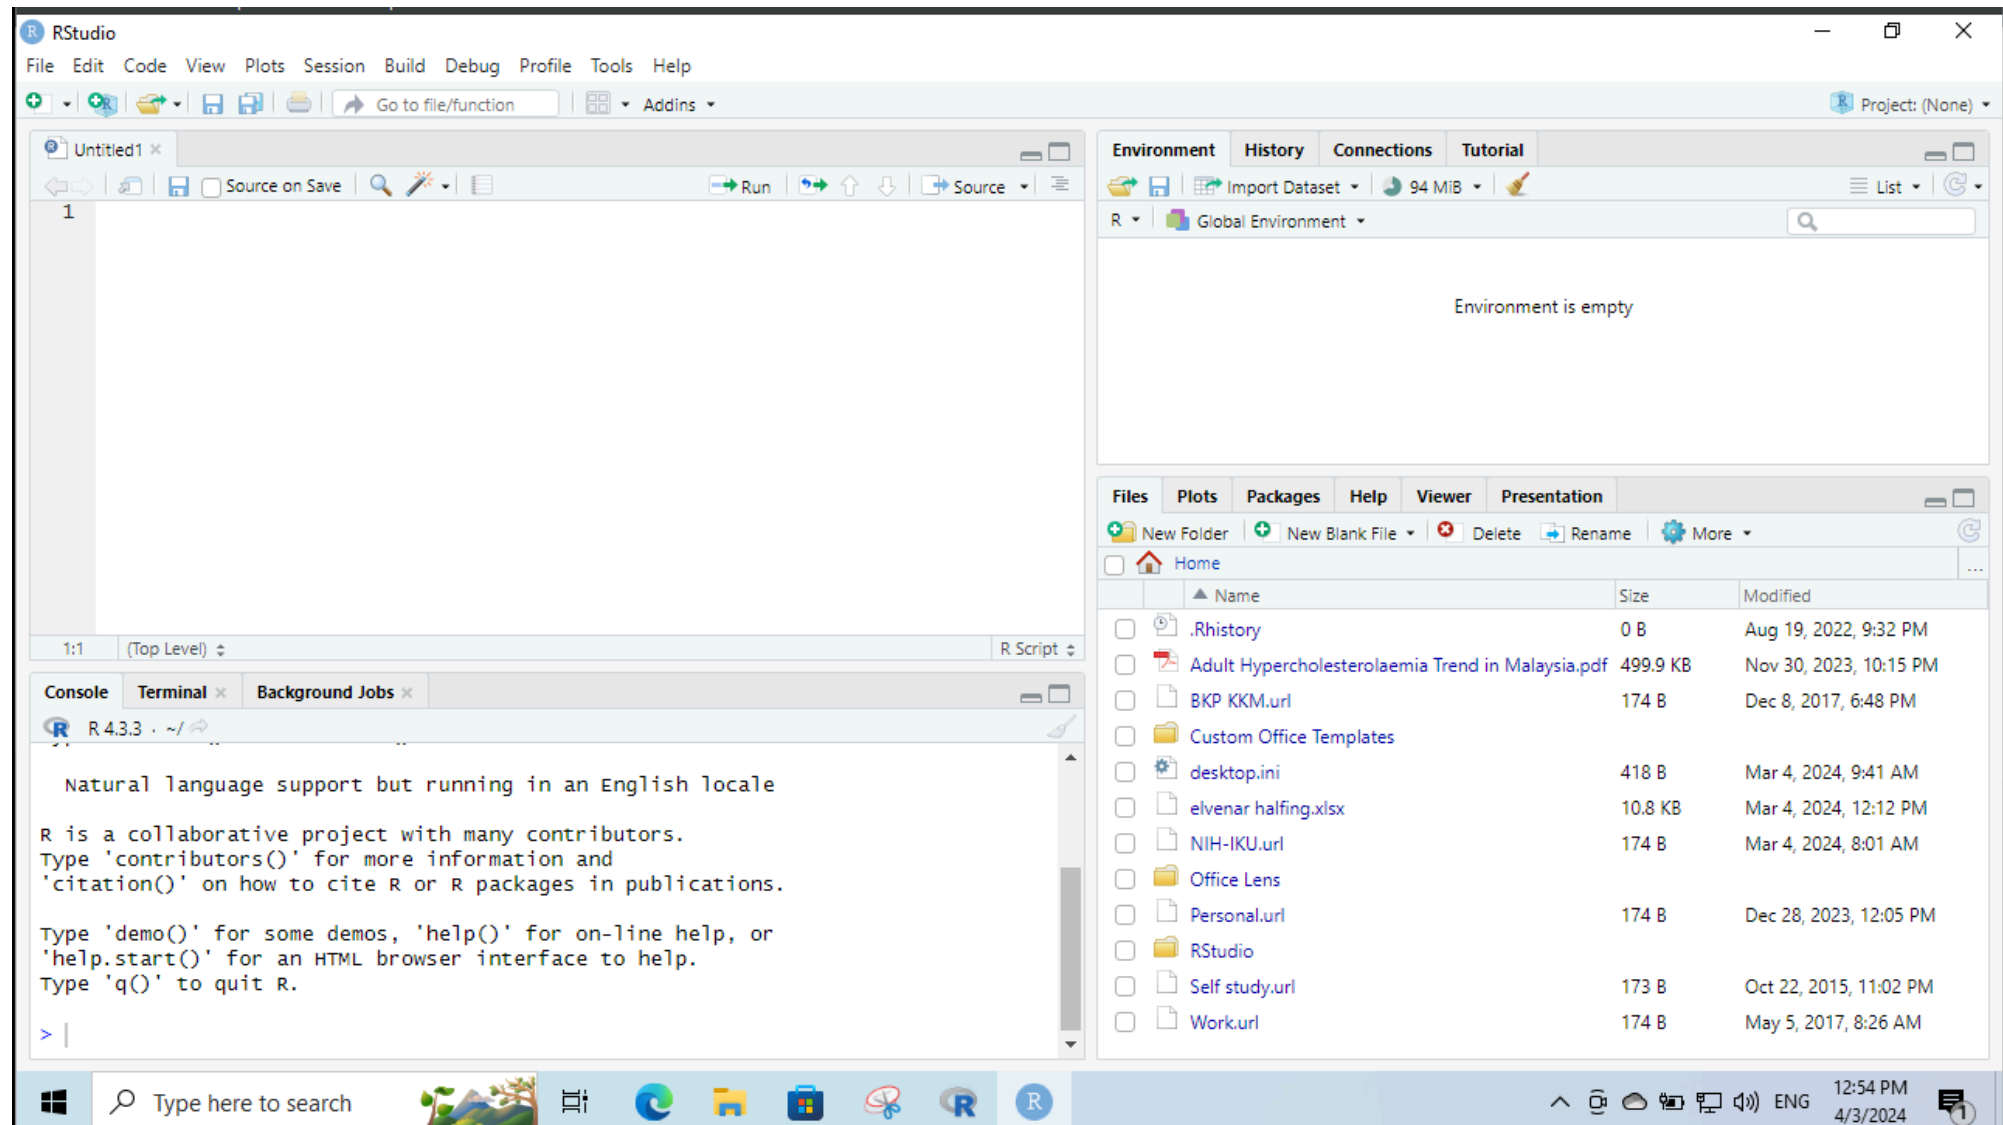 RStudio
File Edit Code View Plots Session Build Debug Profile Tools Help
Go to file/function Addins Project: (None)
Untitled1
Source on Save Run Source
1
1:1 (Top Level) R Script
Console Terminal Background Jobs
R 4.3.3 · ~/
Natural language support but running in an English locale
R is a collaborative project with many contributors.
Type 'contributors()' for more information and
'citation()' on how to cite R or R packages in publications.
Type 'demo()' for some demos, 'help()' for on-line help, or
'help.start()' for an HTML browser interface to help.
Type 'q()' to quit R.
>
Environment History Connections Tutorial
Import Dataset 94 MiB List
R Global Environment
Environment is empty
Files Plots Packages Help Viewer Presentation
New Folder New Blank File Delete Rename More
Home ...
Name Size Modified
.Rhistory 0 B Aug 19, 2022, 9:32 PM
Adult Hypercholesterolaemia Trend in Malaysia.pdf 499.9 KB Nov 30, 2023, 10:15 PM
BKP KKM.url 174 B Dec 8, 2017, 6:48 PM
Custom Office Templates
desktop.ini 418 B Mar 4, 2024, 9:41 AM
elvenar halfing.xlsx 10.8 KB Mar 4, 2024, 12:12 PM
NIH-IKU.url 174 B Mar 4, 2024, 8:01 AM
Office Lens
Personal.url 174 B Dec 28, 2023, 12:05 PM
RStudio
Self study.url 173 B Oct 22, 2015, 11:02 PM
Work.url 174 B May 5, 2017, 8:26 AM
Type here to search ENG 12:54 PM
4/3/2024 1